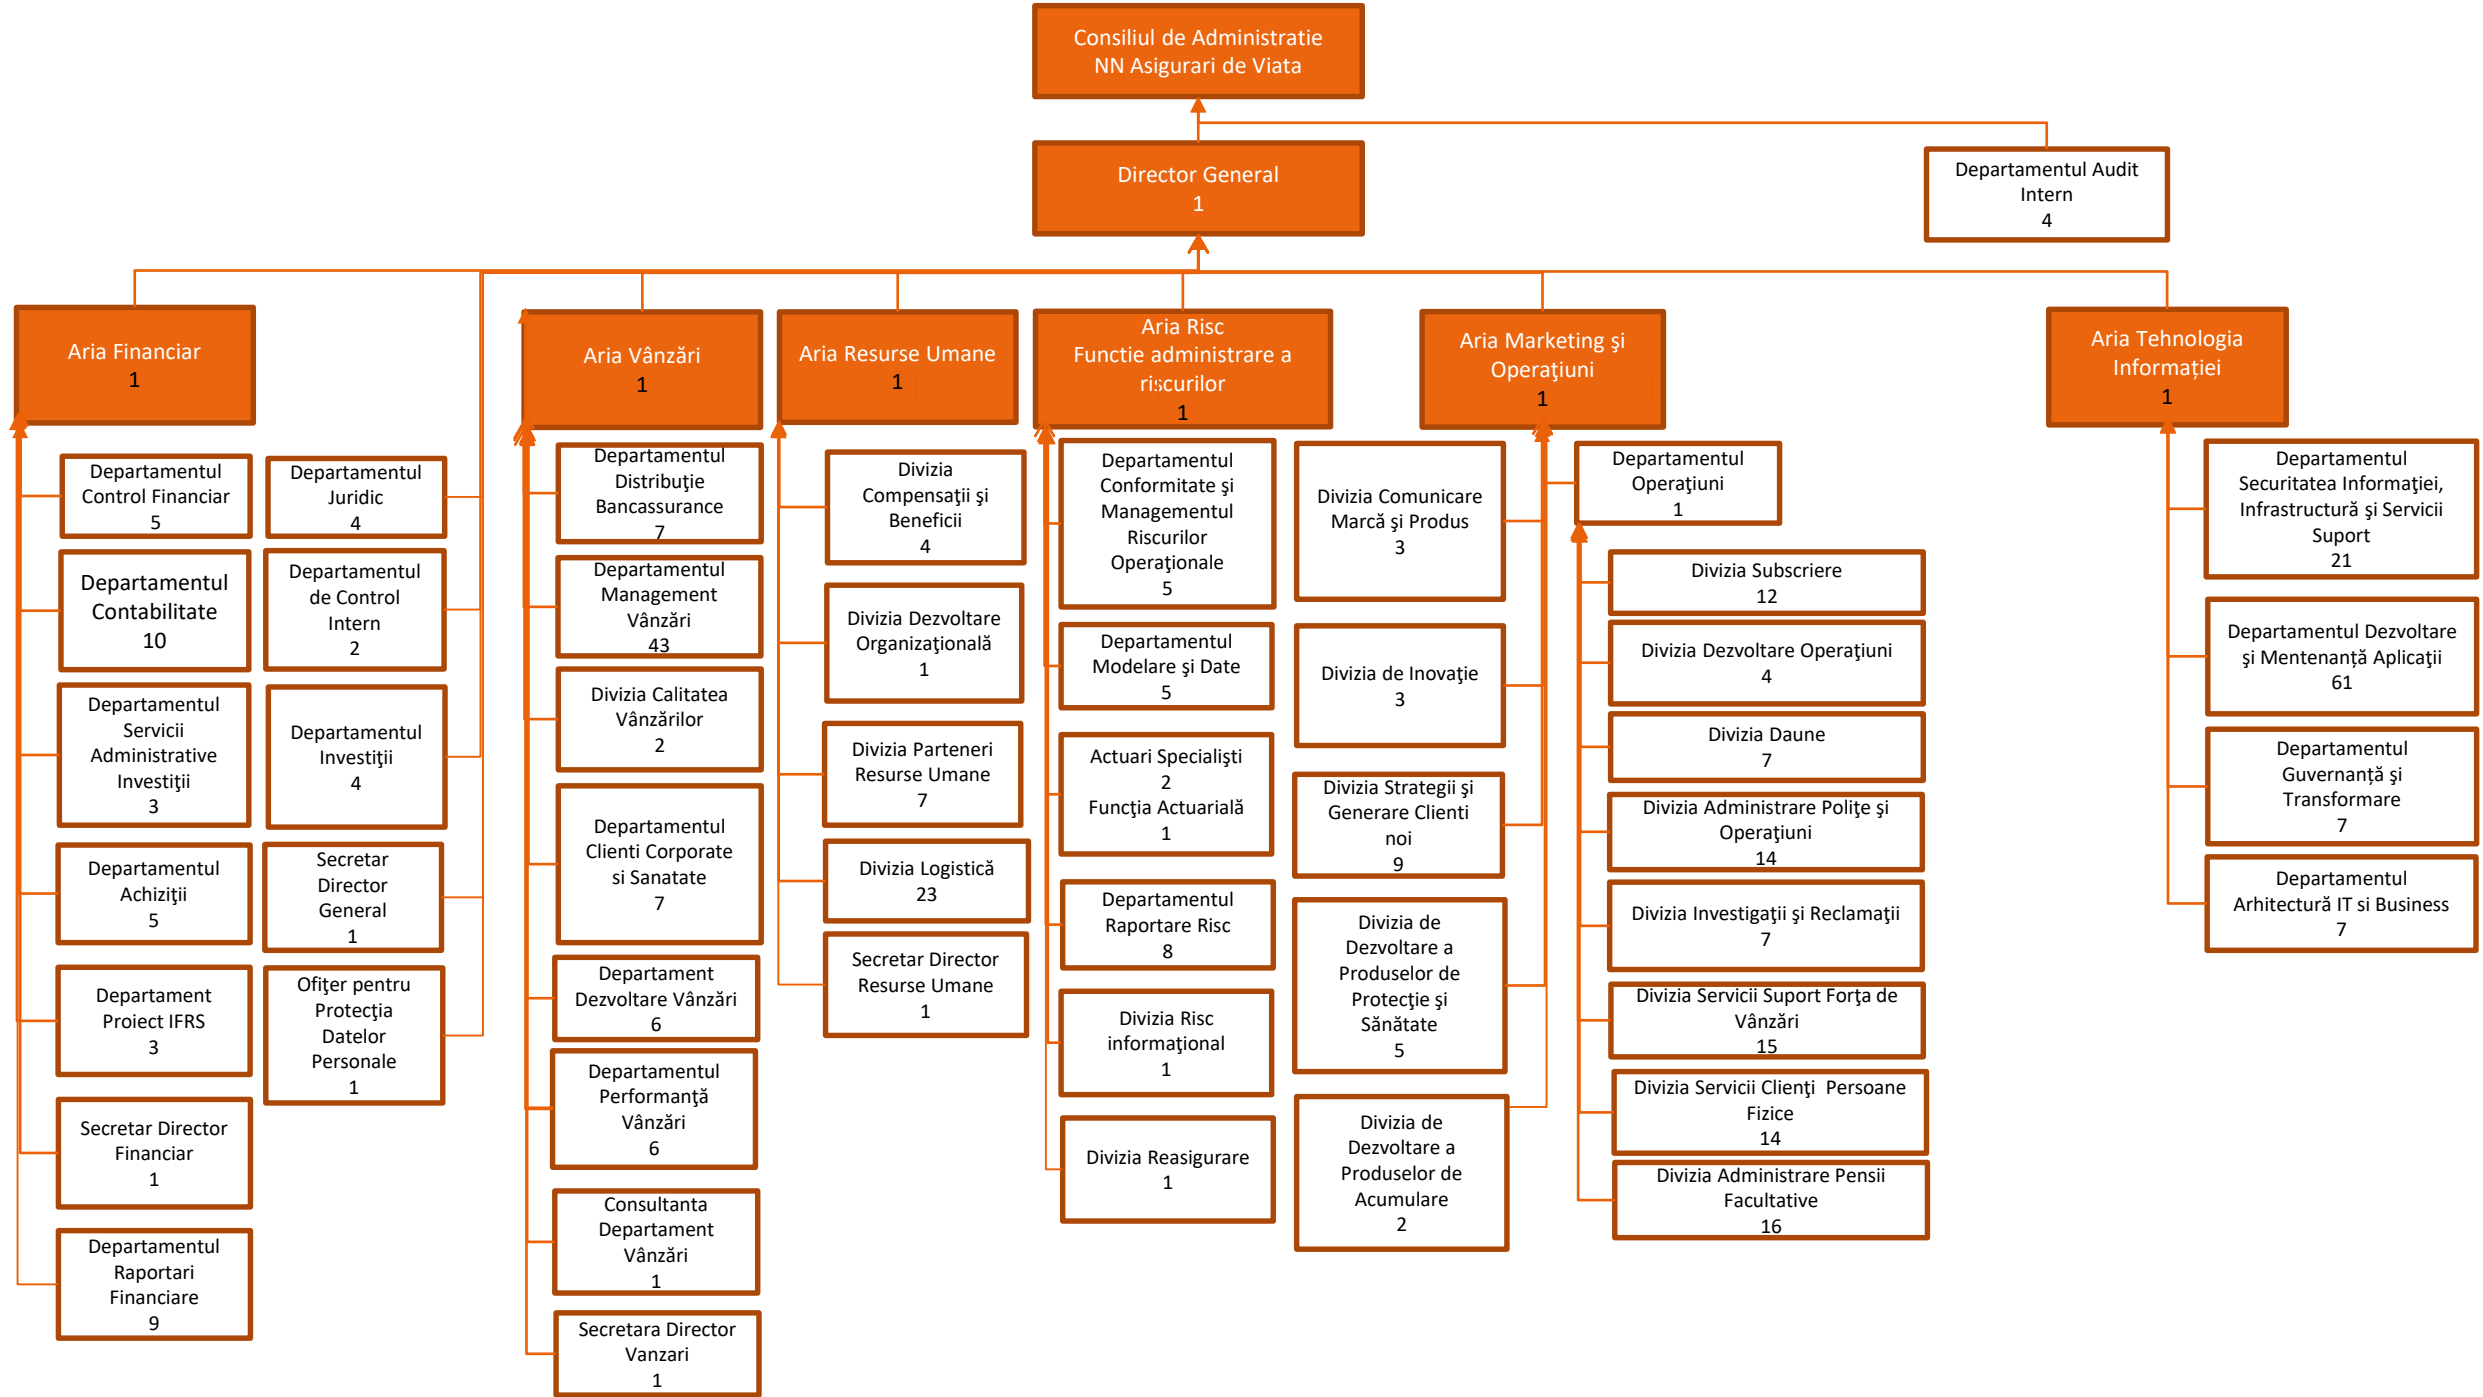 Consiliul de Administratie
NN Asigurari de Viata
Director General
1
Departamentul Audit
Intern
4
Aria Financiar
1
Aria Vânzări
1
Aria Resurse Umane
1
Aria Risc
Functie administrare a
riscurilor
1
Aria Marketing şi
Operaţiuni
1
Aria Tehnologia
Informației
1
Departamentul
Control Financiar
5
Departamentul
Contabilitate
10
Departamentul
Servicii
Administrative
Investiţii
3
Departamentul
Achiziţii
5
Departament
Proiect IFRS
3
Secretar Director
Financiar
1
Departamentul
Raportari
Financiare
9
Departamentul
Juridic
4
Departamentul
de Control
Intern
2
Departamentul
Investiţii
4
Secretar
Director
General
1
Ofiţer pentru
Protecţia
Datelor
Personale
1
Departamentul
Distribuţie
Bancassurance
7
Departamentul
Management
Vânzări
43
Divizia Calitatea
Vânzărilor
2
Departamentul
Clienti Corporate
si Sanatate
7
Departament
Dezvoltare Vânzări
6
Departamentul
Performanţă
Vânzări
6
Consultanta
Departament
Vânzări
1
Secretara Director
Vanzari
1
Divizia
Compensaţii şi
Beneficii
4
Divizia Dezvoltare
Organizaţională
1
Divizia Parteneri
Resurse Umane
7
Divizia Logistică
23
Secretar Director
Resurse Umane
1
Departamentul
Conformitate şi
Managementul
Riscurilor
Operaţionale
5
Departamentul
Modelare şi Date
5
Actuari Specialişti
2
Funcţia Actuarială
1
Departamentul
Raportare Risc
8
Divizia Risc
informaţional
1
Divizia Reasigurare
1
Divizia Comunicare
Marcă şi Produs
3
Divizia de Inovaţie
3
Divizia Strategii şi
Generare Clienti
noi
9
Divizia de
Dezvoltare a
Produselor de
Protecţie şi
Sănătate
5
Divizia de
Dezvoltare a
Produselor de
Acumulare
2
Departamentul
Operaţiuni
1
Divizia Subscriere
12
Divizia Dezvoltare Operaţiuni
4
Divizia Daune
7
Divizia Administrare Poliţe şi
Operaţiuni
14
Divizia Investigaţii şi Reclamaţii
7
Divizia Servicii Suport Forţa de
Vânzări
15
Divizia Servicii Clienţi Persoane
Fizice
14
Divizia Administrare Pensii
Facultative
16
Departamentul
Securitatea Informaţiei,
Infrastructură şi Servicii
Suport
21
Departamentul Dezvoltare
şi Mentenanță Aplicaţii
61
Departamentul
Guvernanță şi
Transformare
7
Departamentul
Arhitectură IT si Business
7